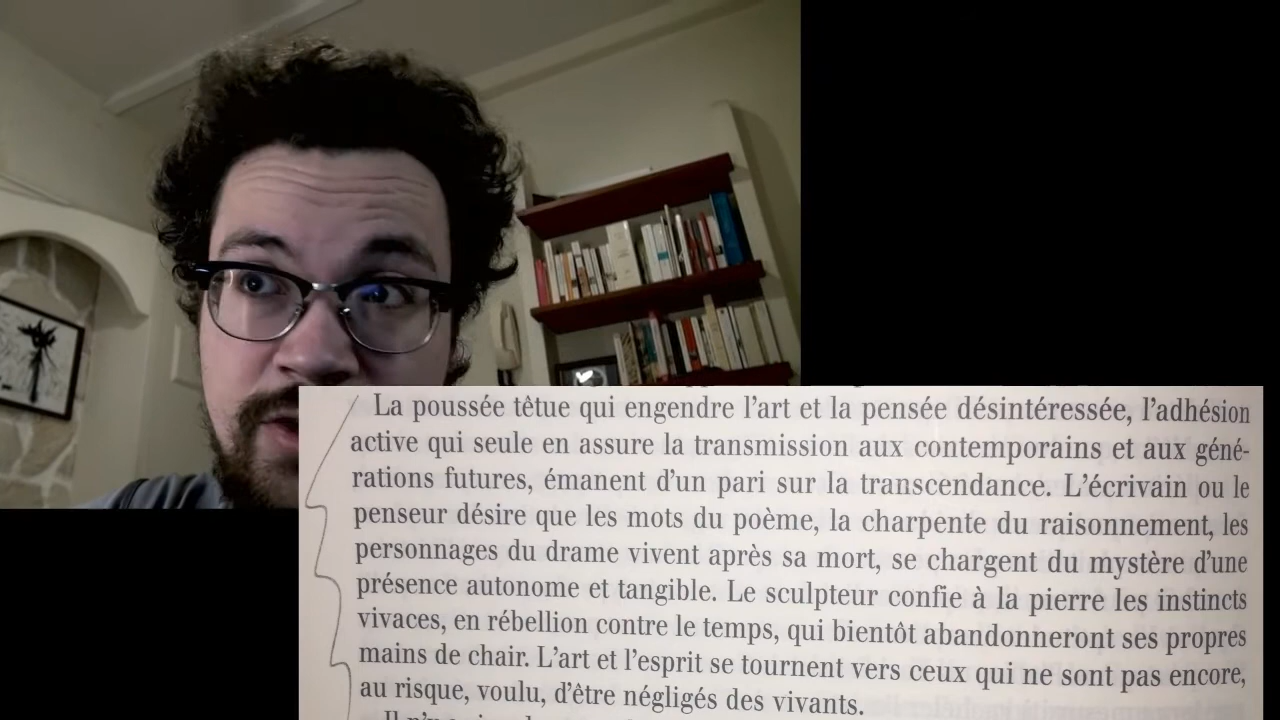 La poussée têtue qui engendre l'art et la pensée désintéressée, l'adhésion
active qui seule en assure la transmission aux contemporains et aux géné-
rations futures, émanent d'un pari sur la transcendance. L'écrivain ou le
penseur désire que les mots du poème, la charpente du raisonnement, les
personnages du drame vivent après sa mort, se chargent du mystère d'une
présence autonome et tangible. Le sculpteur confie à la pierre les instincts
vivaces, en rébellion contre le temps, qui bientôt abandonneront ses propres
mains de chair. L'art et l'esprit se tournent vers ceux qui ne sont pas encore,
au risque, voulu, d'être négligés des vivants.